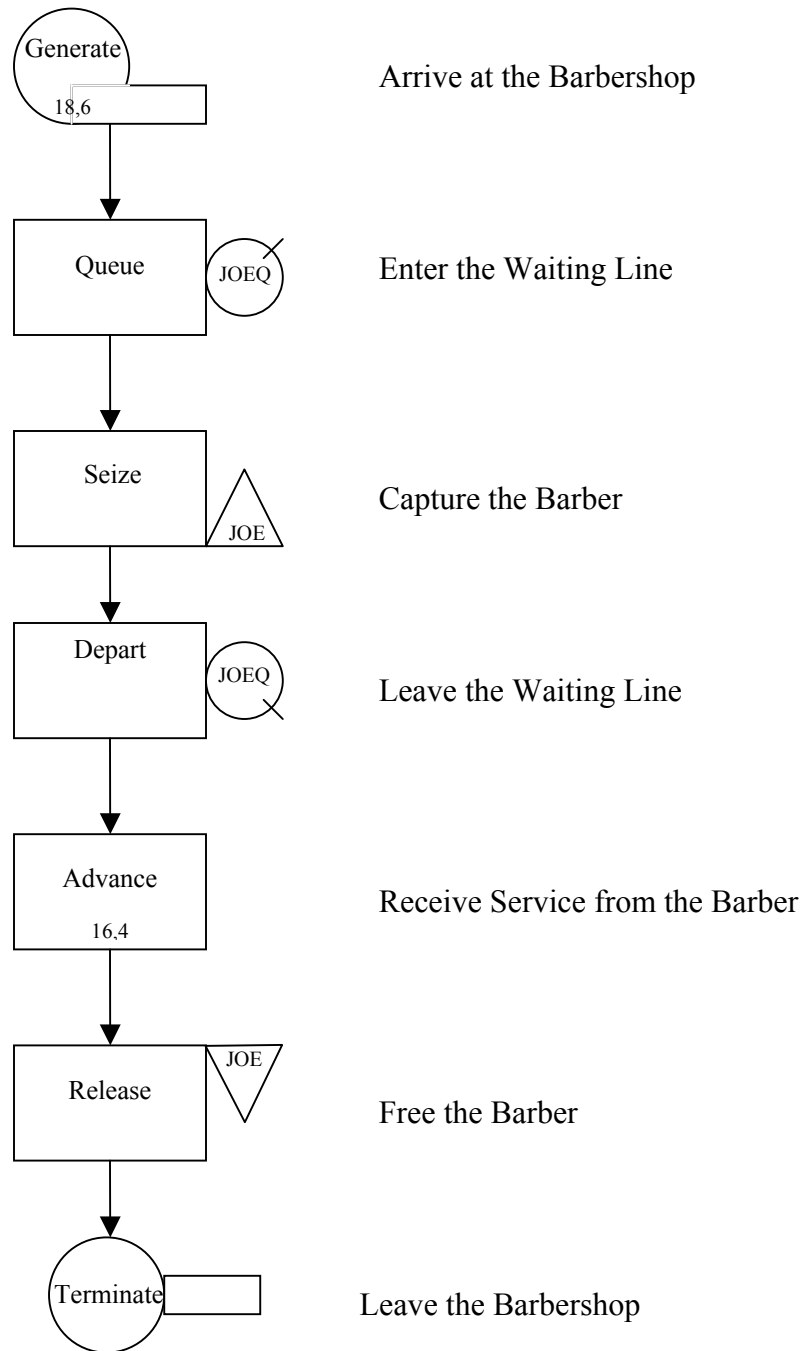 Generate
18,6
Arrive at the Barbershop
Queue
JOEQ
Enter the Waiting Line
Seize
JOE
Capture the Barber
Depart
JOEQ
Leave the Waiting Line
Advance
16,4
Receive Service from the Barber
Release
JOE
Free the Barber
Terminate
Leave the Barbershop